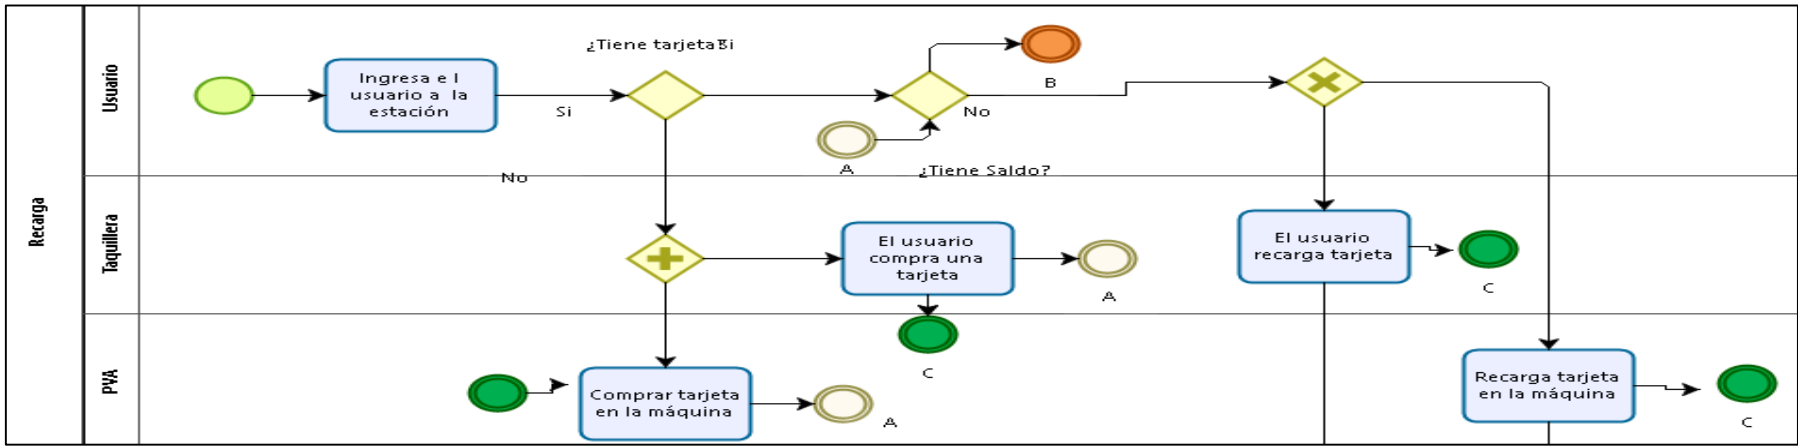 Recarga
Usuario
Ingresa e l
usuario a la
estación
Si
¿Tiene tarjeta?
Si
No
B
No
A
¿Tiene Saldo?
Taquillera
El usuario
compra una
tarjeta
A
C
El usuario
recarga tarjeta
C
PVA
Comprar tarjeta
en la máquina
A
Recarga tarjeta
en la máquina
C